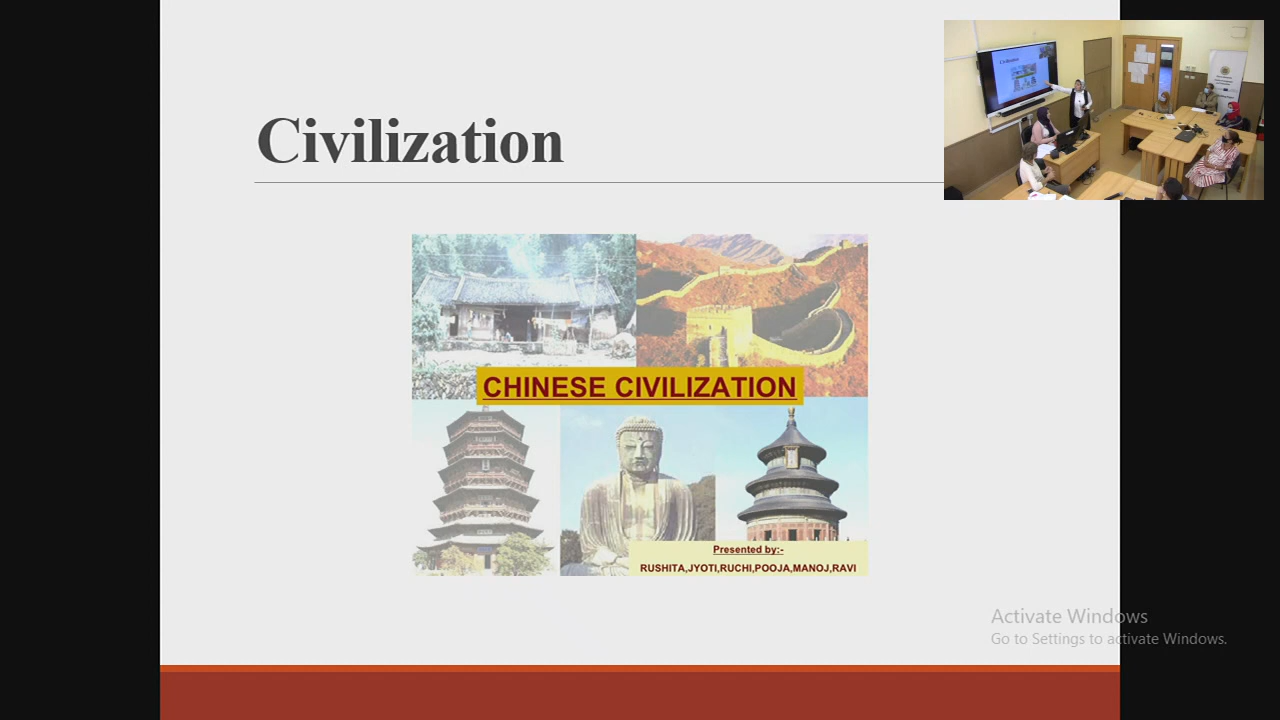 Civilization
CHINESE CIVILIZATION
Presented by:-
RUSHITA,JYOTI,RUCHI,POOJA,MANOJ,RAVI
Activate Windows
Go to Settings to activate Windows.